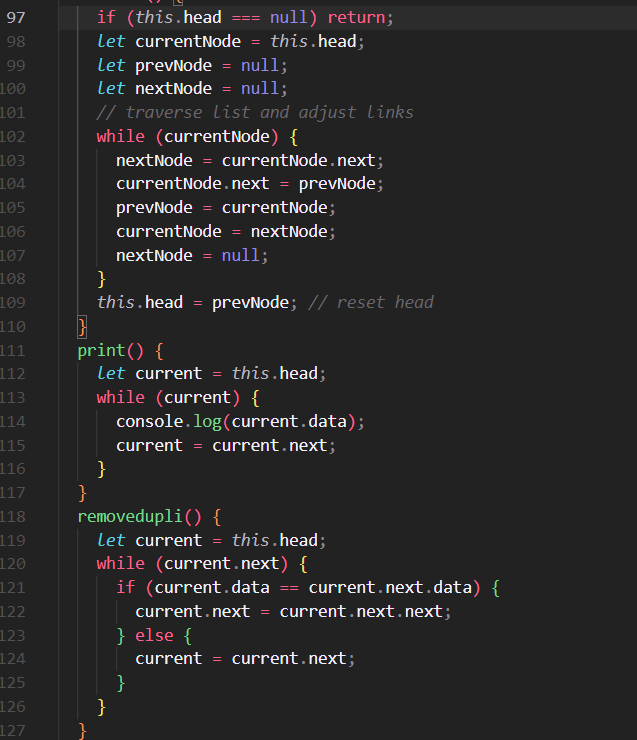 97 if (this.head === null) return;
98 let currentNode = this.head;
99 let prevNode = null;
100 let nextNode = null;
101 // traverse list and adjust links
102 while (currentNode) {
103 nextNode = currentNode.next;
104 currentNode.next = prevNode;
105 prevNode = currentNode;
106 currentNode = nextNode;
107 nextNode = null;
108 }
109 this.head = prevNode; // reset head
110 }
111 print() {
112 let current = this.head;
113 while (current) {
114 console.log(current.data);
115 current = current.next;
116 }
117 }
118 removedupli() {
119 let current = this.head;
120 while (current.next) {
121 if (current.data == current.next.data) {
122 current.next = current.next.next;
123 } else {
124 current = current.next;
125 }
126 }
127 }